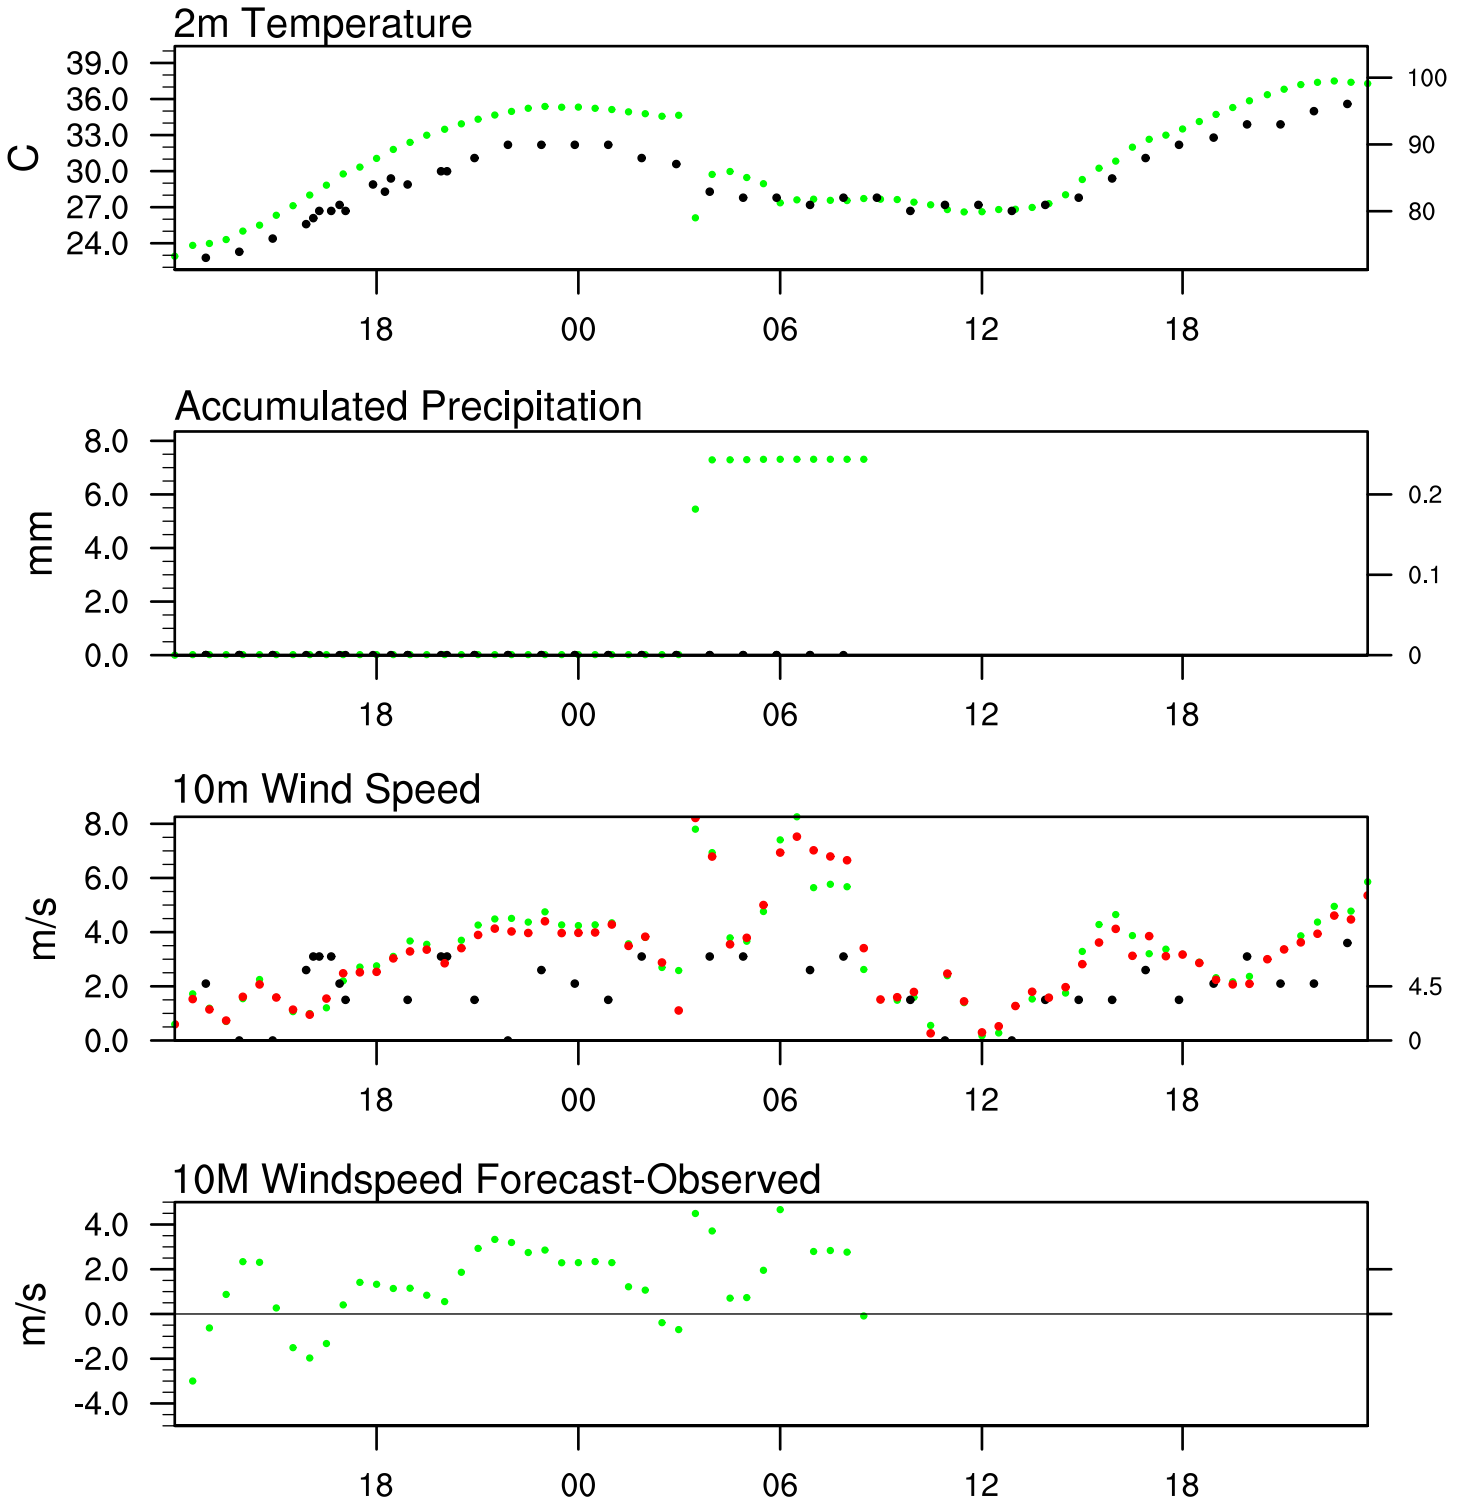 2m Temperature
39.0
36.0
33.0
30.0
27.0
24.0
C
100
90
80
18 00 06 12 18
Accumulated Precipitation
8.0
6.0
4.0
2.0
0.0
mm
0.2
0.1
0
18 00 06 12 18
10m Wind Speed
8.0
6.0
4.0
2.0
0.0
m/s
4.5
0
18 00 06 12 18
10M Windspeed Forecast-Observed
4.0
2.0
0.0
-2.0
-4.0
m/s
18 00 06 12 18